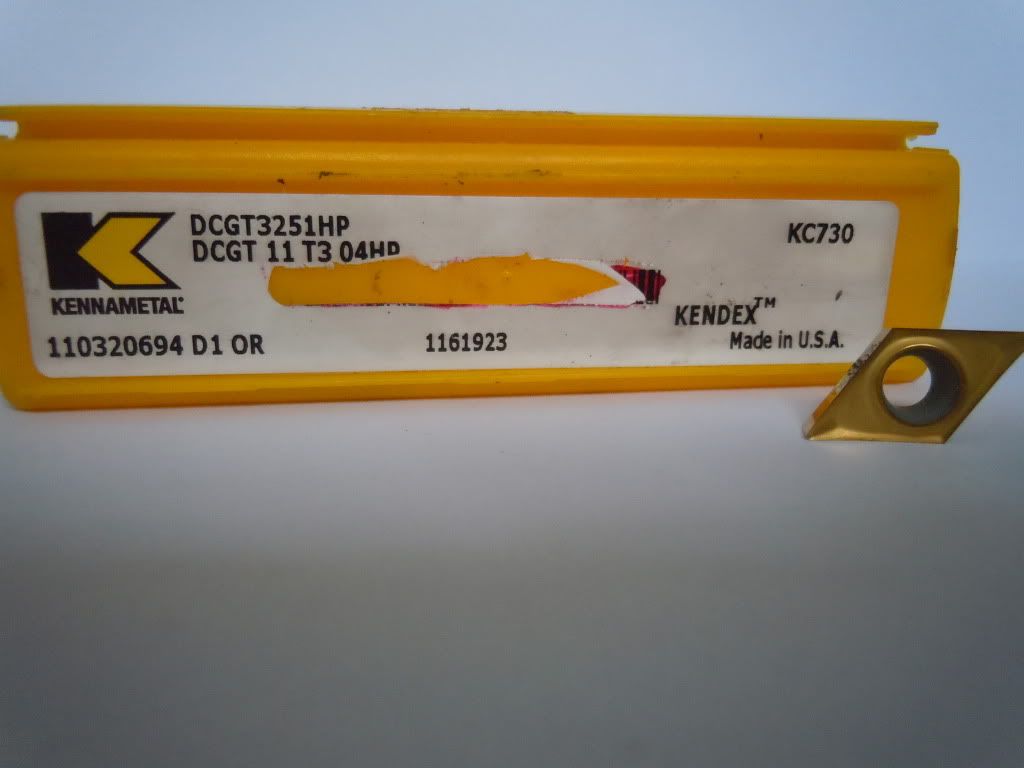 DCGT3251HP
DCGT 11 T3 04HP
KC730
KENNAMETAL
KENDEX™
110320694 D1 OR
1161923
Made in U.S.A.